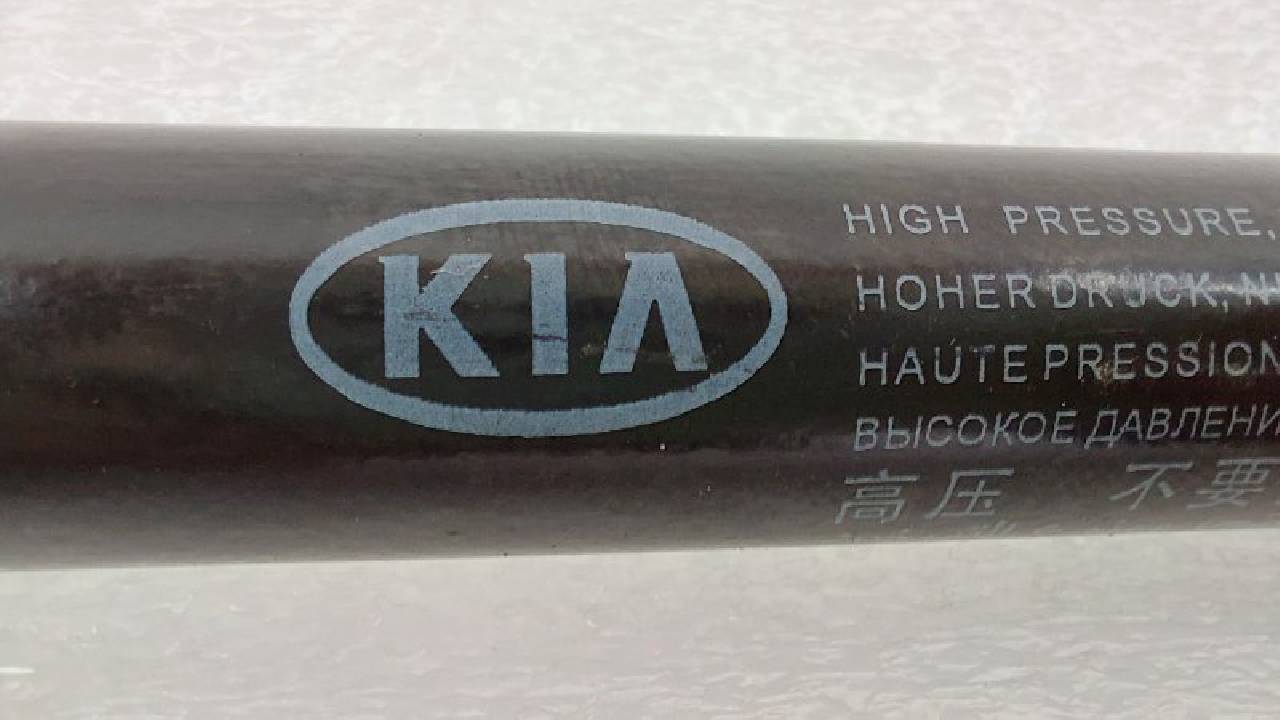 KIA
HIGH PRESSURE,
HOHER DRUCK, N
HAUTE PRESSION
ВЫСОКОЕ ДАВЛЕНИ
高压 不要